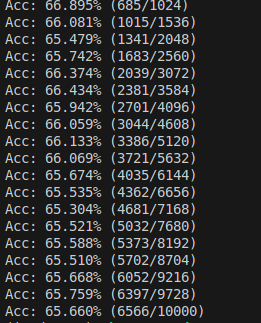 Acc: 66.895% (685/1024)
Acc: 66.081% (1015/1536)
Acc: 65.479% (1341/2048)
Acc: 65.742% (1683/2560)
Acc: 66.374% (2039/3072)
Acc: 66.434% (2381/3584)
Acc: 65.942% (2701/4096)
Acc: 66.059% (3044/4608)
Acc: 66.133% (3386/5120)
Acc: 66.069% (3721/5632)
Acc: 65.674% (4035/6144)
Acc: 65.535% (4362/6656)
Acc: 65.304% (4681/7168)
Acc: 65.521% (5032/7680)
Acc: 65.588% (5373/8192)
Acc: 65.510% (5702/8704)
Acc: 65.668% (6052/9216)
Acc: 65.759% (6397/9728)
Acc: 65.660% (6566/10000)